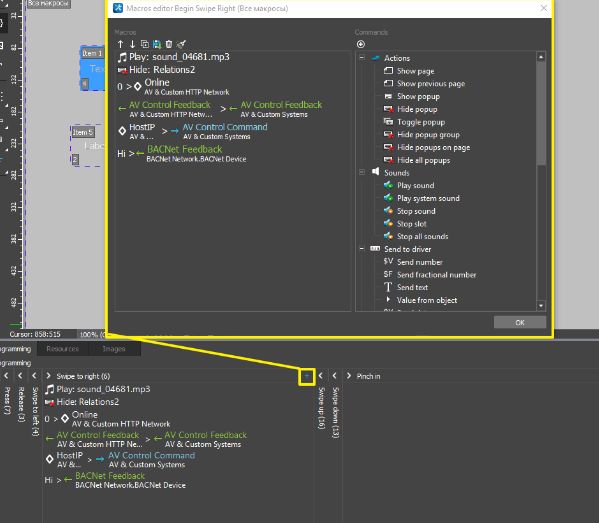 Все макросы
Item 1
Item 5
2
Cursor: 858:515
100%
Macros editor Begin Swipe Right (Все макросы)
Macros
Play: sound_04681.mp3
Hide: Relations2
0 > Online
AV & Custom HTTP Network
AV Control Feedback > AV Control Feedback
AV & Custom HTTP Netw... AV & Custom Systems
HostIP > AV Control Command
AV & ... AV & Custom Systems
Hi > BACNet Feedback
BACNet Network.BACNet Device
Commands
Actions
Show page
Show previous page
Show popup
Hide popup
Toggle popup
Hide popup group
Hide popups on page
Hide all popups
Sounds
Play sound
Play system sound
Stop sound
Stop slot
Stop all sounds
Send to driver
$V Send number
$F Send fractional number
T Send text
Value from object
OK
ogramming
Resources
Images
ogramming
Press (7)
Release (3)
Swipe to left (4)
Swipe to right (6)
+
Play: sound_04681.mp3
Hide: Relations2
0 > Online
AV & Custom HTTP Network
AV Control Feedback > AV Control Feedback
AV & Custom HTTP Ne... AV & Custom Systems
HostIP > AV Control Command
AV &... AV & Custom Systems
Hi > BACNet Feedback
BACNet Network.BACNet Device
Swipe up (16)
Swipe down (13)
Pinch in